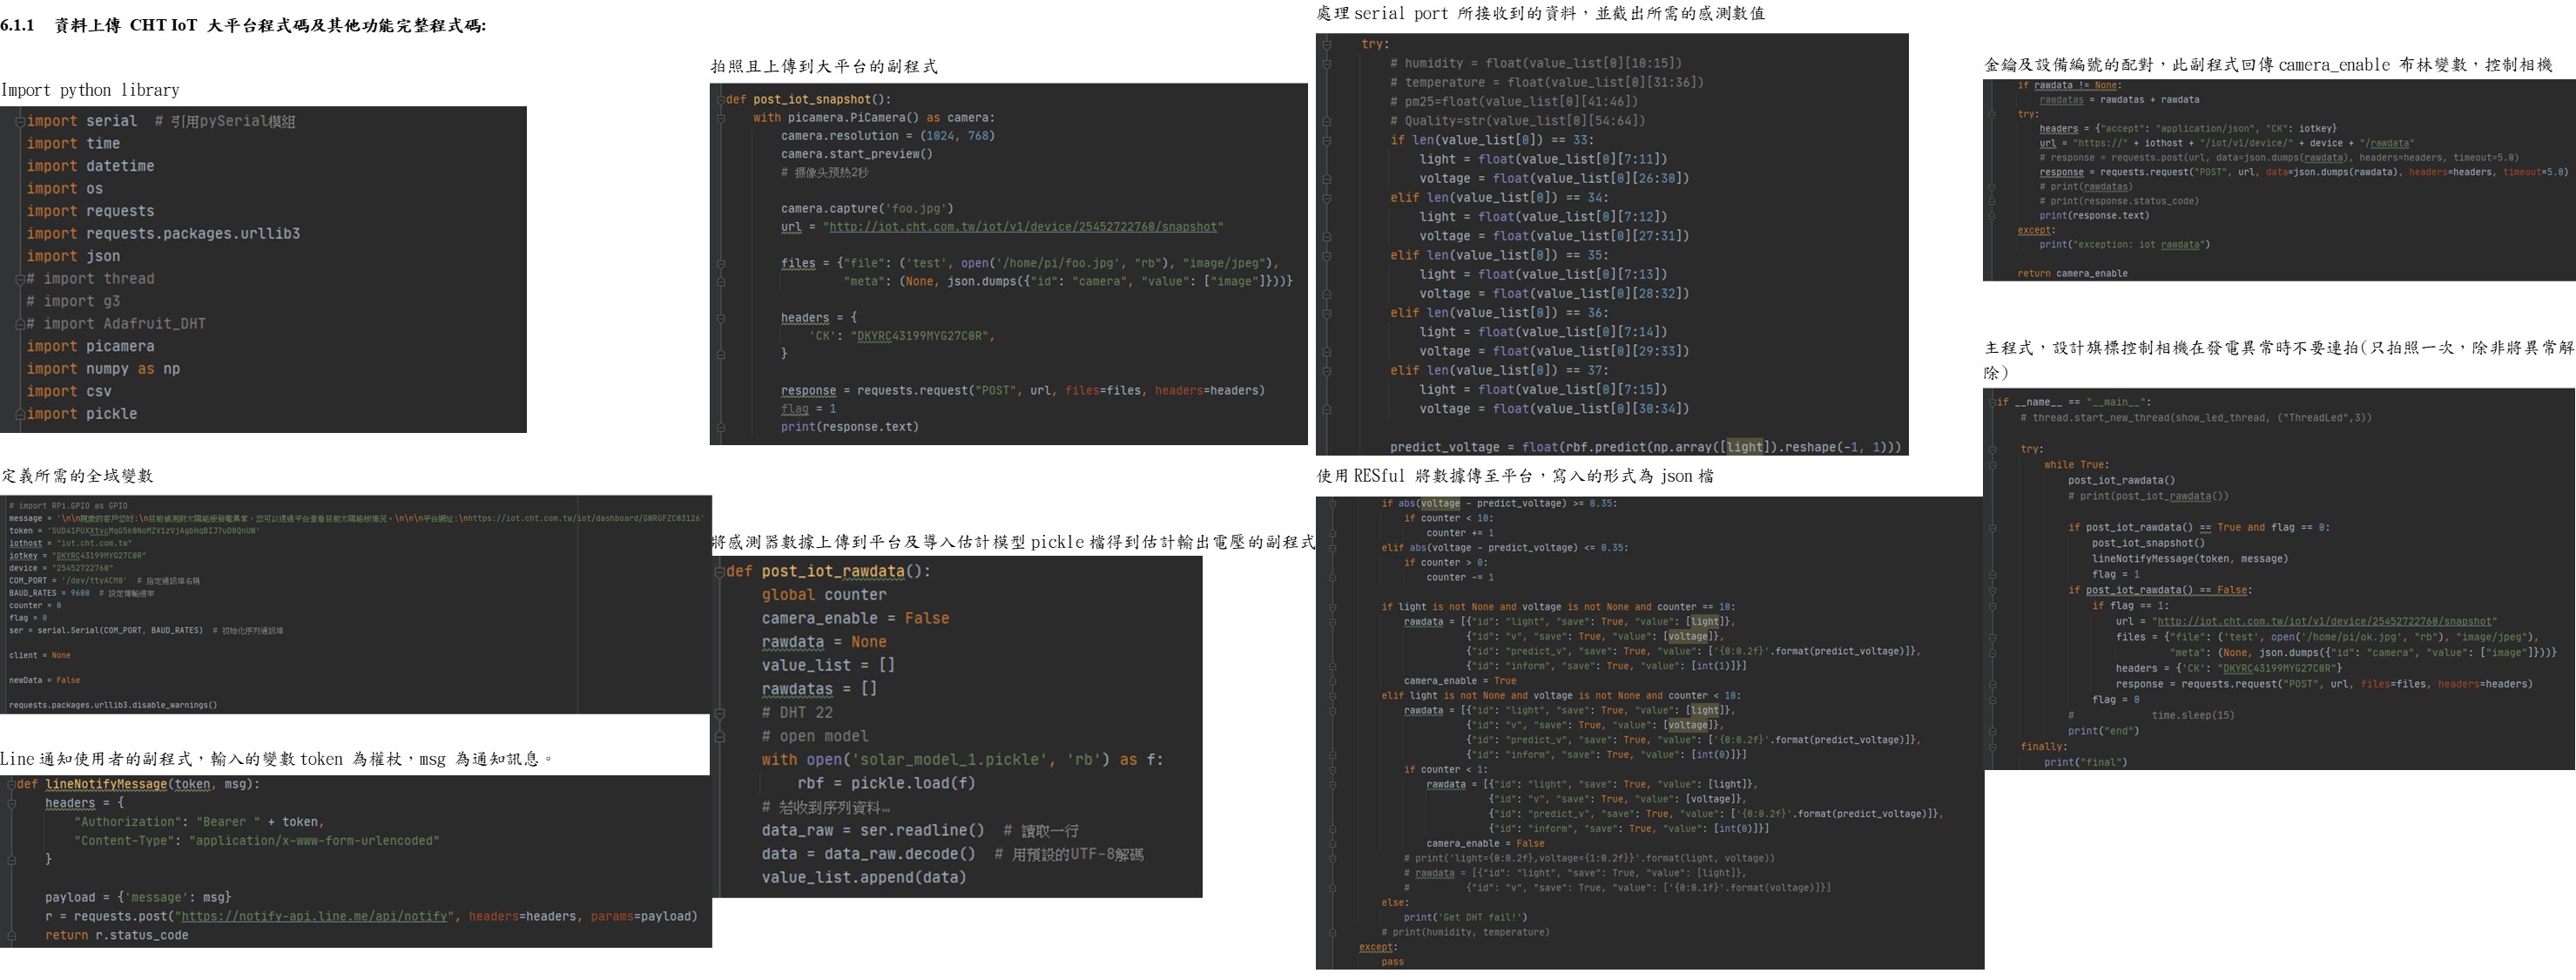 6.1.1 資料上傳 CHT IoT 大平台程式碼及其他功能完整程式碼:
Import python library
import serial # 引用pySerial模組
import time
import datetime
import os
import requests
import requests.packages.urllib3
import json
# import thread
# import g3
# import Adafruit_DHT
import picamera
import numpy as np
import csv
import pickle
定義所需的全域變數
# import RPi.GPIO as GPIO
message = '\n\n親愛的客戶您好:\n目前偵測到太陽能版發電異常，您可以透過平台查看目前太陽能板情況。\n\n\n平台網址:\nhttps://iot.cht.com.tw/iot/dashboard/GWRGFZC03126'
iothost = "iot.cht.com.tw"
iotkey = "DKYRC43199MYG27C0R"
device = "25452722760"
COM_PORT = '/dev/ttyACM0' # 指定通訊埠名稱
BAUD_RATES = 9600 # 設定傳輸速率
counter = 0
flag = 0
ser = serial.Serial(COM_PORT, BAUD_RATES) # 初始化序列通訊埠
client = None
newData = False
requests.packages.urllib3.disable_warnings()
Line 通知使用者的副程式，輸入的變數 token 為權杖，msg 為通知訊息。
def lineNotifyMessage(token, msg):
headers = {
"Authorization": "Bearer " + token,
"Content-Type": "application/x-www-form-urlencoded"
}
payload = {'message': msg}
r = requests.post("https://notify-api.line.me/api/notify", headers=headers, params=payload)
return r.status_code
拍照且上傳到大平台的副程式
def post_iot_snapshot():
with picamera.PiCamera() as camera:
camera.resolution = (1024, 768)
camera.start_preview()
# 摄像头预热2秒
camera.capture('foo.jpg')
url = "http://iot.cht.com.tw/iot/v1/device/25452722760/snapshot"
files = {"file": ('test', open('/home/pi/foo.jpg', "rb"), "image/jpeg"),
"meta": (None, json.dumps({"id": "camera", "value": ["image"]}))}
headers = {
'CK': "DKYRC43199MYG27C0R",
}
response = requests.request("POST", url, files=files, headers=headers)
flag = 1
print(response.text)
將感測器數據上傳到平台及導入估計模型 pickle 檔得到估計輸出電壓的副程式
def post_iot_rawdata():
global counter
camera_enable = False
rawdata = None
value_list = []
rawdatas = []
# DHT 22
# open model
with open('solar_model_1.pickle', 'rb') as f:
rbf = pickle.load(f)
# 若收到序列資料…
data_raw = ser.readline() # 讀取一行
data = data_raw.decode() # 用預設的UTF-8解碼
value_list.append(data)
處理 serial port 所接收到的資料，並截出所需的感測數值
try:
# humidity = float(value_list[0][10:15])
# temperature = float(value_list[0][31:36])
# pm25=float(value_list[0][41:46])
# Quality=str(value_list[0][54:64])
if len(value_list[0]) == 33:
light = float(value_list[0][7:11])
voltage = float(value_list[0][26:30])
elif len(value_list[0]) == 34:
light = float(value_list[0][7:12])
voltage = float(value_list[0][27:31])
elif len(value_list[0]) == 35:
light = float(value_list[0][7:13])
voltage = float(value_list[0][28:32])
elif len(value_list[0]) == 36:
light = float(value_list[0][7:14])
voltage = float(value_list[0][29:33])
elif len(value_list[0]) == 37:
light = float(value_list[0][7:15])
voltage = float(value_list[0][30:34])
predict_voltage = float(rbf.predict(np.array([light]).reshape(-1, 1)))
使用 RESful 將數據傳至平台，寫入的形式為 json 檔
if abs(voltage - predict_voltage) >= 0.35:
if counter < 10:
counter += 1
elif abs(voltage - predict_voltage) <= 0.35:
if counter > 0:
counter -= 1
if light is not None and voltage is not None and counter == 10:
rawdata = [{"id": "light", "save": True, "value": [light]},
{"id": "v", "save": True, "value": [voltage]},
{"id": "predict_v", "save": True, "value": ['{0:0.2f}'.format(predict_voltage)]},
{"id": "inform", "save": True, "value": [int(1)]}]
camera_enable = True
elif light is not None and voltage is not None and counter < 10:
rawdata = [{"id": "light", "save": True, "value": [light]},
{"id": "v", "save": True, "value": [voltage]},
{"id": "predict_v", "save": True, "value": ['{0:0.2f}'.format(predict_voltage)]},
{"id": "inform", "save": True, "value": [int(0)]}]
if counter < 1:
rawdata = [{"id": "light", "save": True, "value": [light]},
{"id": "v", "save": True, "value": [voltage]},
{"id": "predict_v", "save": True, "value": ['{0:0.2f}'.format(predict_voltage)]},
{"id": "inform", "save": True, "value": [int(0)]}]
camera_enable = False
# print('light={0:0.2f},voltage={1:0.2f}}'.format(light, voltage))
# rawdata = [{"id": "light", "save": True, "value": [light]},
# {"id": "v", "save": True, "value": ['{0:0.1f}'.format(voltage)]}]
else:
print('Get DHT fail!')
# print(humidity, temperature)
except:
pass
金鑰及設備編號的配對，此副程式回傳 camera_enable 布林變數，控制相機
if rawdata != None:
rawdatas = rawdatas + rawdata
try:
headers = {"accept": "application/json", "CK": iotkey}
url = "https://" + iothost + "/iot/v1/device/" + device + "/rawdata"
# response = requests.post(url, data=json.dumps(rawdata), headers=headers, timeout=5.0)
response = requests.request("POST", url, data=json.dumps(rawdata), headers=headers, timeout=5.0)
# print(rawdatas)
# print(response.status_code)
print(response.text)
except:
print("exception: iot rawdata")
return camera_enable
主程式，設計旗標控制相機在發電異常時不要連拍(只拍照一次，除非將異常解
除)
if __name__ == "__main__":
# thread.start_new_thread(show_led_thread, ("ThreadLed",3))
try:
while True:
post_iot_rawdata()
# print(post_iot_rawdata())
if post_iot_rawdata() == True and flag == 0:
post_iot_snapshot()
lineNotifyMessage(token, message)
flag = 1
if post_iot_rawdata() == False:
if flag == 1:
url = "http://iot.cht.com.tw/iot/v1/device/25452722760/snapshot"
files = {"file": ('test', open('/home/pi/ok.jpg', "rb"), "image/jpeg"),
"meta": (None, json.dumps({"id": "camera", "value": ["image"]}))}
headers = {'CK': "DKYRC43199MYG27C0R"}
response = requests.request("POST", url, files=files, headers=headers)
flag = 0
# time.sleep(15)
print("end")
finally:
print("final")